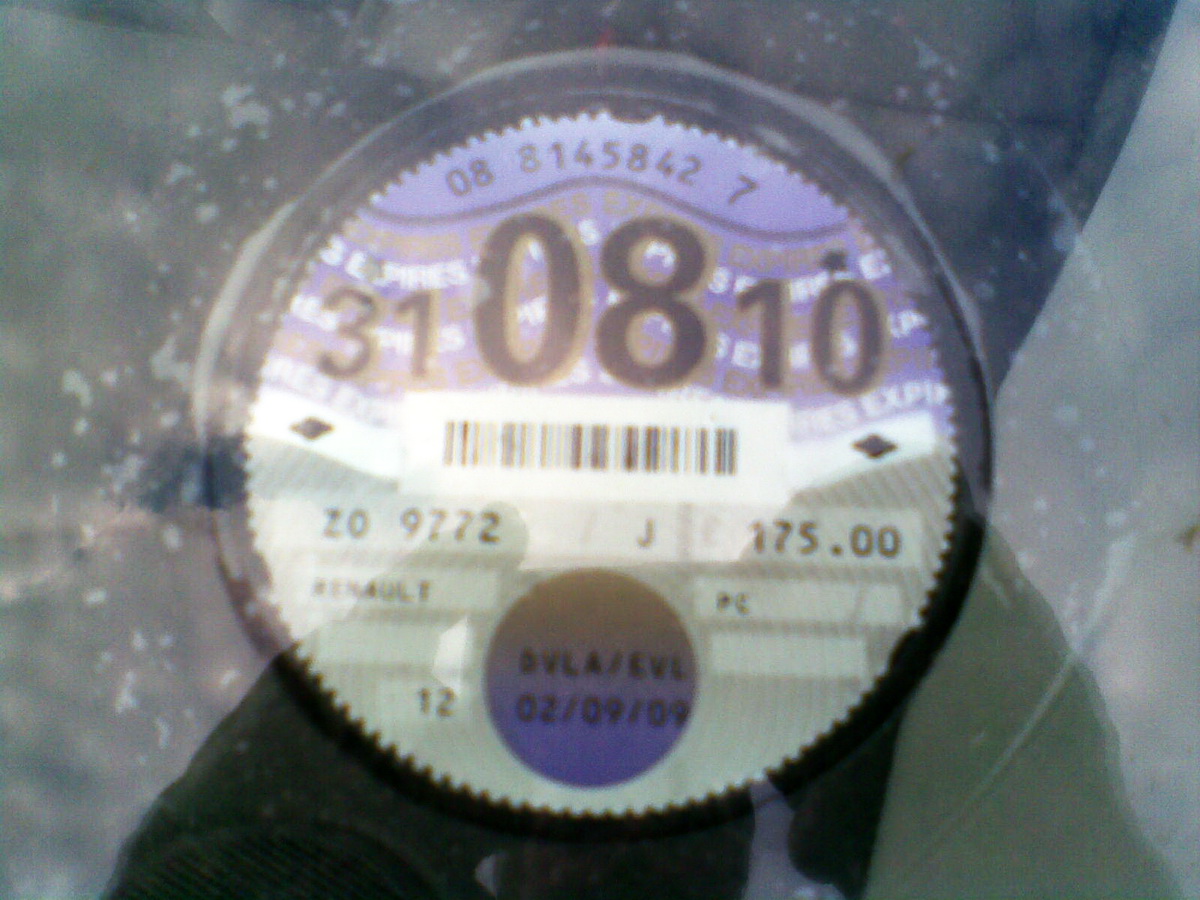 08 8145842 7
31 08 10
ZO 9772 J 175.00
RENAULT PC
DVLA/EVL
12 02/09/09